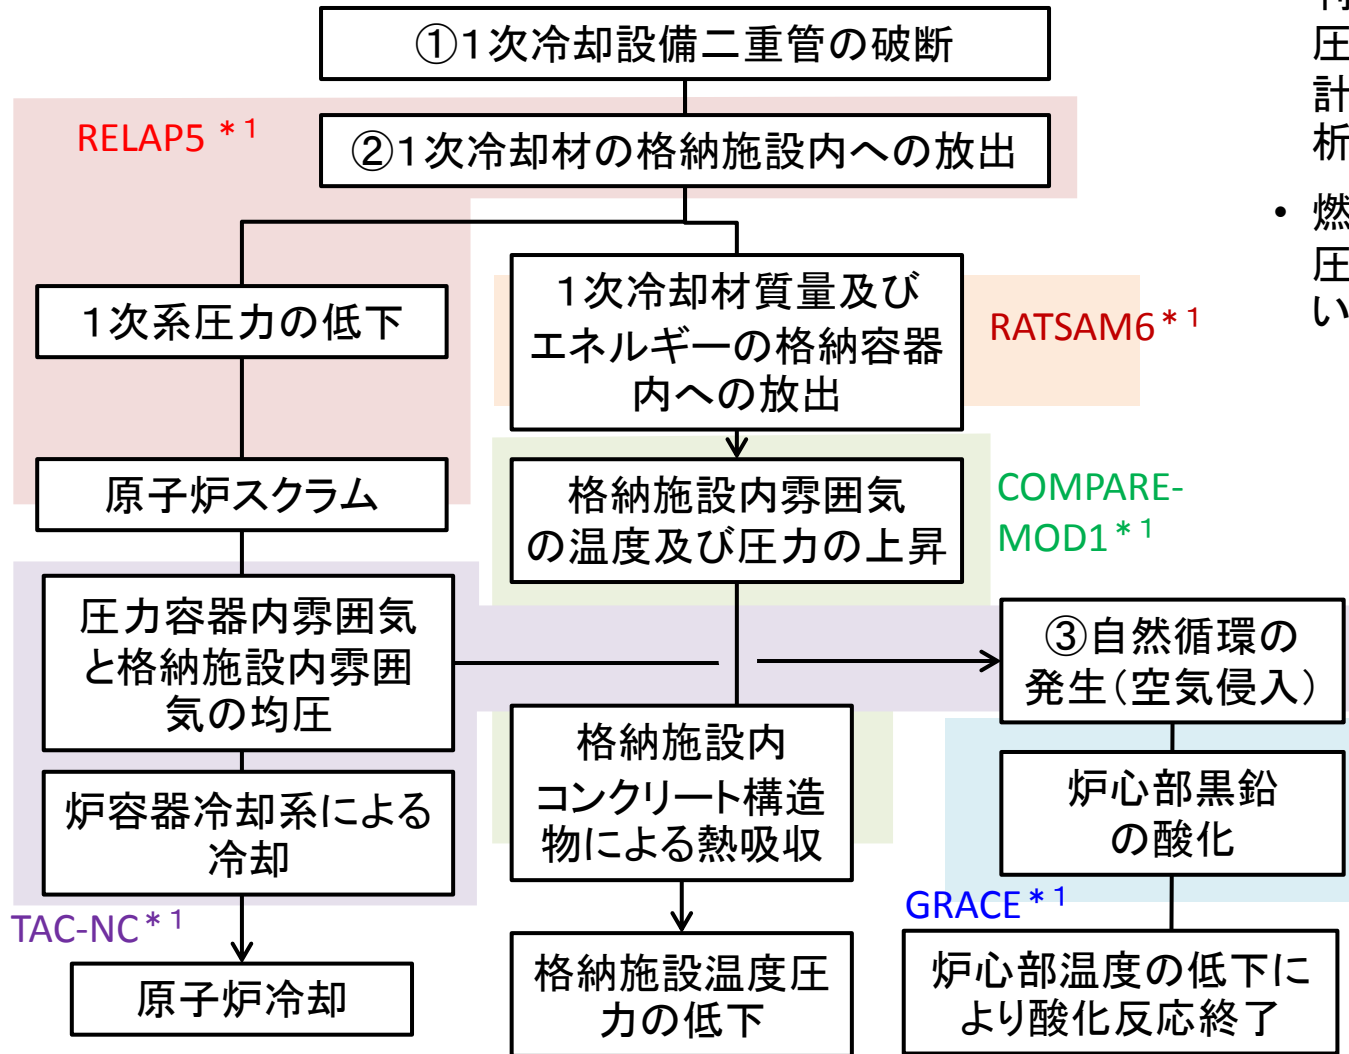 ①１次冷却設備二重管の破断
RELAP5＊１
②１次冷却材の格納施設内への放出
１次系圧力の低下
１次冷却材質量及び
エネルギーの格納容器
内への放出
RATSAM6＊１
原子炉スクラム
格納施設内雰囲気
の温度及び圧力の上昇
COMPARE-
MOD1＊１
圧力容器内雰囲気
と格納施設内雰囲
気の均圧
③自然循環の
発生（空気侵入）
炉容器冷却系による
冷却
格納施設内
コンクリート構造
物による熱吸収
炉心部黒鉛
の酸化
TAC-NC＊１
GRACE＊１
原子炉冷却
格納施設温度圧
力の低下
炉心部温度の低下に
より酸化反応終了
圧
計
析
• 燃
圧
い